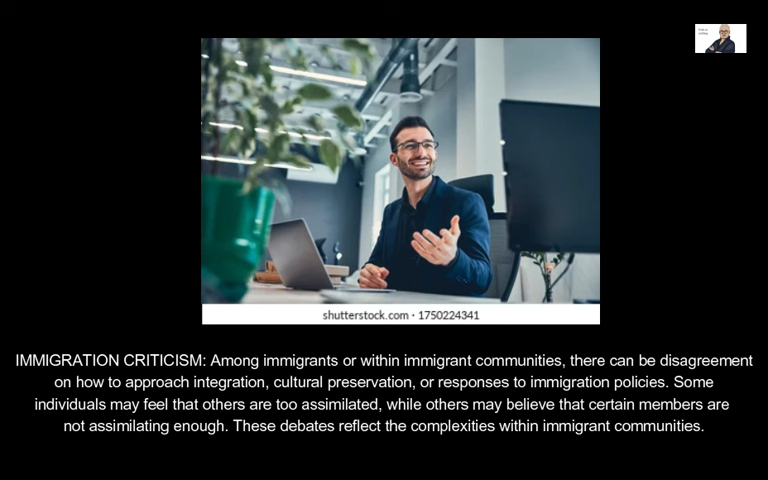 shutterstock.com · 1750224341
IMMIGRATION CRITICISM: Among immigrants or within immigrant communities, there can be disagreement
on how to approach integration, cultural preservation, or responses to immigration policies. Some
individuals may feel that others are too assimilated, while others may believe that certain members are
not assimilating enough. These debates reflect the complexities within immigrant communities.